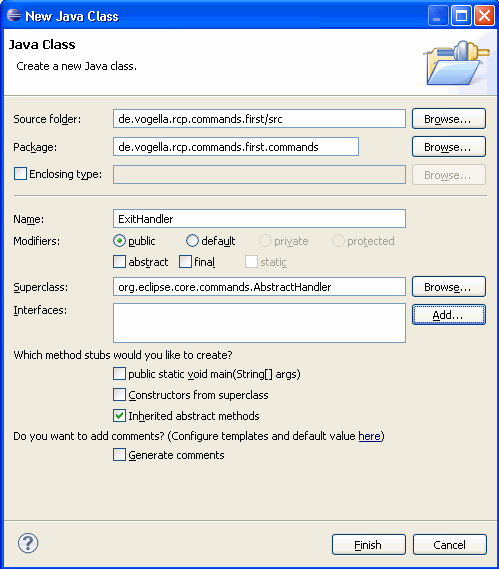 New Java Class
Java Class
Create a new Java class.
Source folder: de.vogella.rcp.commands.first/src Browse...
Package: de.vogella.rcp.commands.first.commands Browse...
Enclosing type: Browse...
Name: ExitHandler
Modifiers: public default private protected
abstract final static
Superclass: org.eclipse.core.commands.AbstractHandler Browse...
Interfaces: Add...
Which method stubs would you like to create?
public static void main(String[] args)
Constructors from superclass
Inherited abstract methods
Do you want to add comments? (Configure templates and default value here)
Generate comments
? Finish Cancel